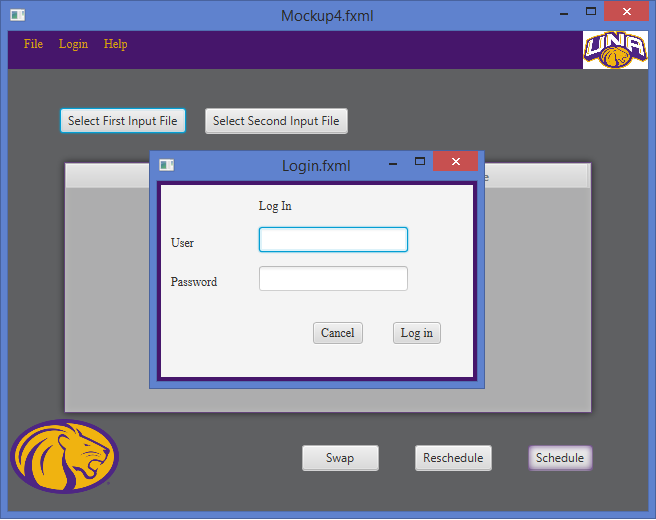 Mockup4.fxml
File Login Help
UNA
Select First Input File Select Second Input File
Login.fxml
Log In
User
Password
Cancel Log in
Swap Reschedule Schedule